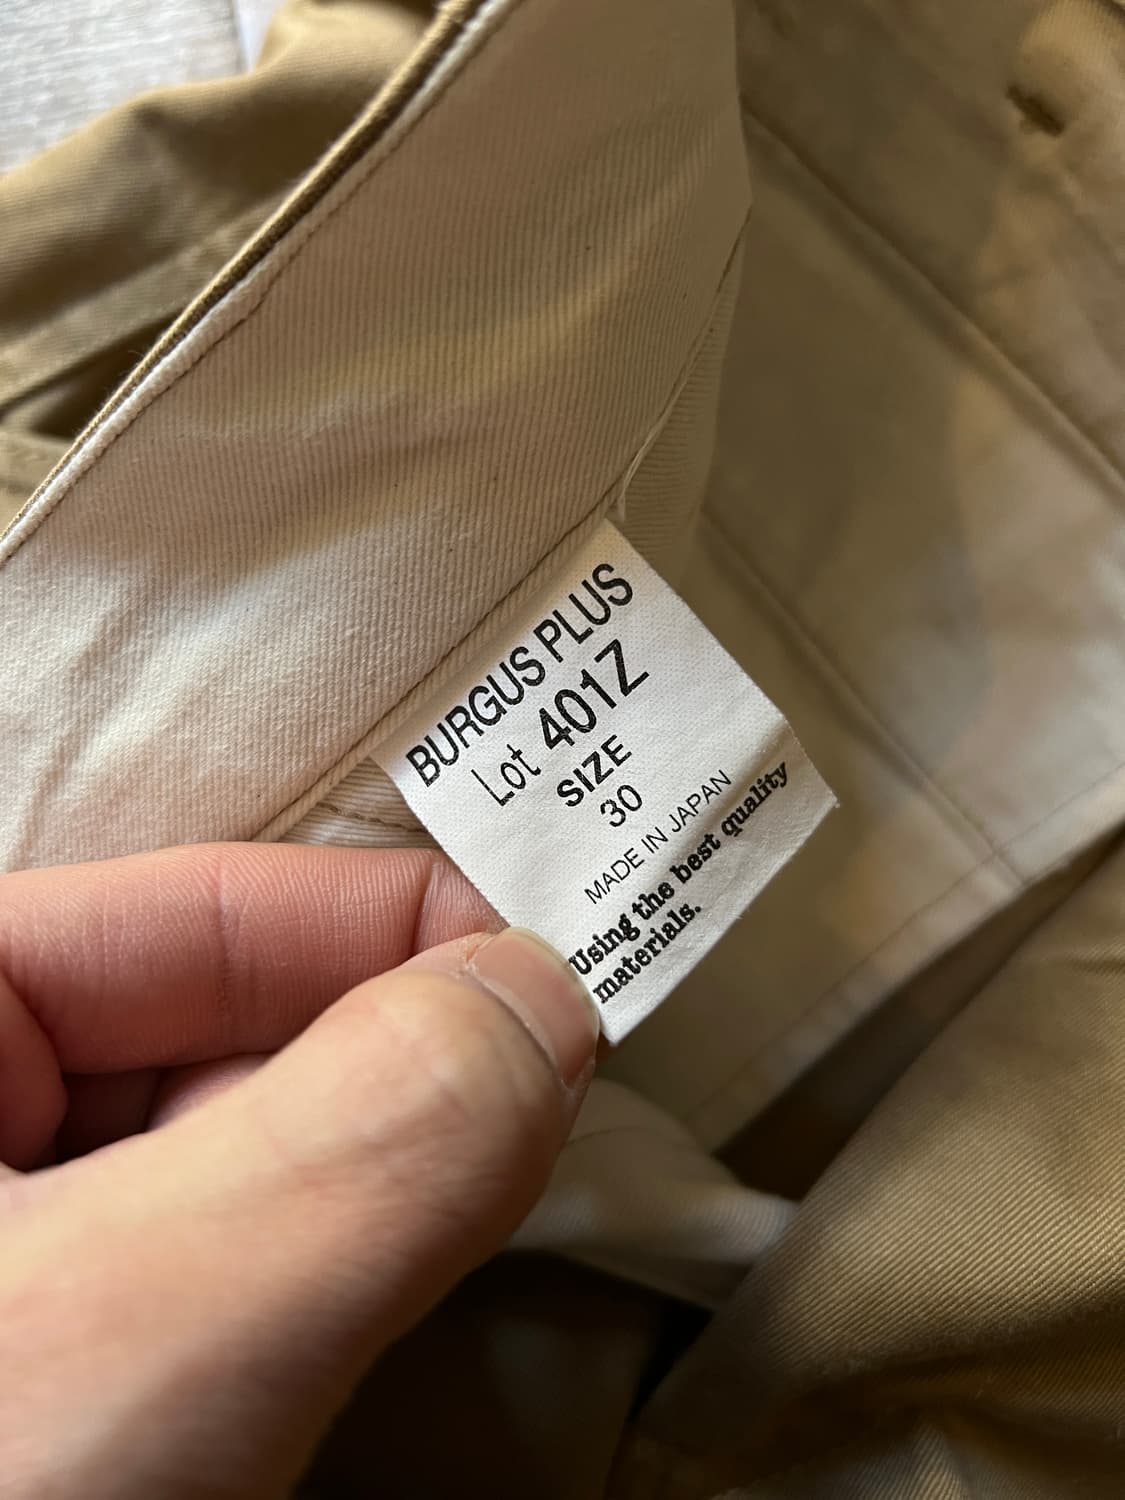 BURGUS PLUS
Lot 401Z
SIZE
30
MADE IN JAPAN
Using the best quality
materials.